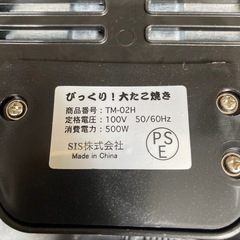 びっくり！大たこ焼き
商品番号：TM-02H
定格電圧：100V 50/60Hz
消費電力：500W
SIS株式会社
Made in China
PS
E